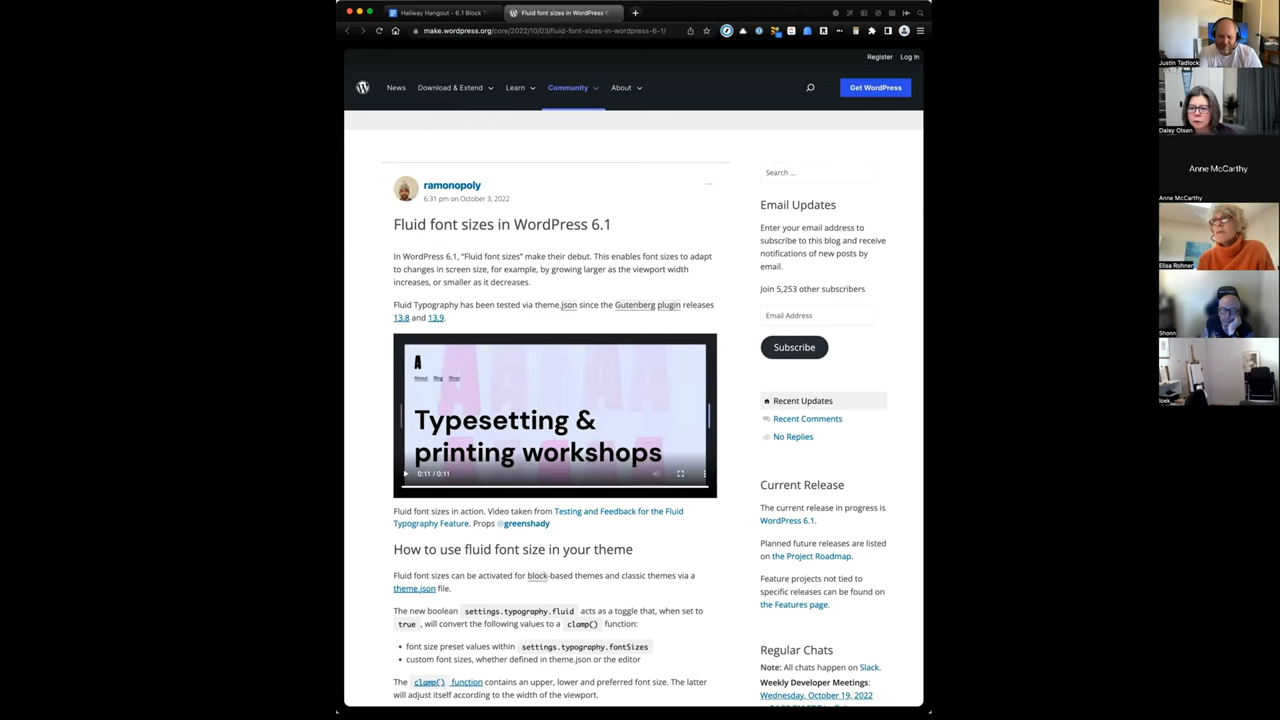 Hallway Hangout - 6.1 Block T
Fluid font sizes in WordPress 6
make.wordpress.org/core/2022/10/03/fluid-font-sizes-in-wordpress-6-1/
Register Log In
News Download & Extend Learn Community About Get WordPress
ramonopoly
6:31 pm on October 3, 2022
Fluid font sizes in WordPress 6.1
In WordPress 6.1, “Fluid font sizes” make their debut. This enables font sizes to adapt
to changes in screen size, for example, by growing larger as the viewport width
increases, or smaller as it decreases.
Fluid Typography has been tested via theme.json since the Gutenberg plugin releases
13.8 and 13.9.
A
About Blog Shop
Typesetting &
printing workshops
0:11 / 0:11
Fluid font sizes in action. Video taken from Testing and Feedback for the Fluid
Typography Feature. Props @greenshady
How to use fluid font size in your theme
Fluid font sizes can be activated for block-based themes and classic themes via a
theme.json file.
The new boolean settings.typography.fluid acts as a toggle that, when set to
true , will convert the following values to a clamp() function:
• font size preset values within settings.typography.fontSizes
• custom font sizes, whether defined in theme.json or the editor
The clamp() function contains an upper, lower and preferred font size. The latter
will adjust itself according to the width of the viewport.
Search ...
Email Updates
Enter your email address to
subscribe to this blog and receive
notifications of new posts by
email.
Join 5,253 other subscribers
Email Address
Subscribe
Recent Updates
Recent Comments
No Replies
Current Release
The current release in progress is
WordPress 6.1.
Planned future releases are listed
on the Project Roadmap.
Feature projects not tied to
specific releases can be found on
the Features page.
Regular Chats
Note: All chats happen on Slack.
Weekly Developer Meetings:
Wednesday, October 19, 2022
Justin Tadlock
Daisy Olsen
Anne McCarthy
Anne McCarthy
Elisa Rohner
Shonn
loek